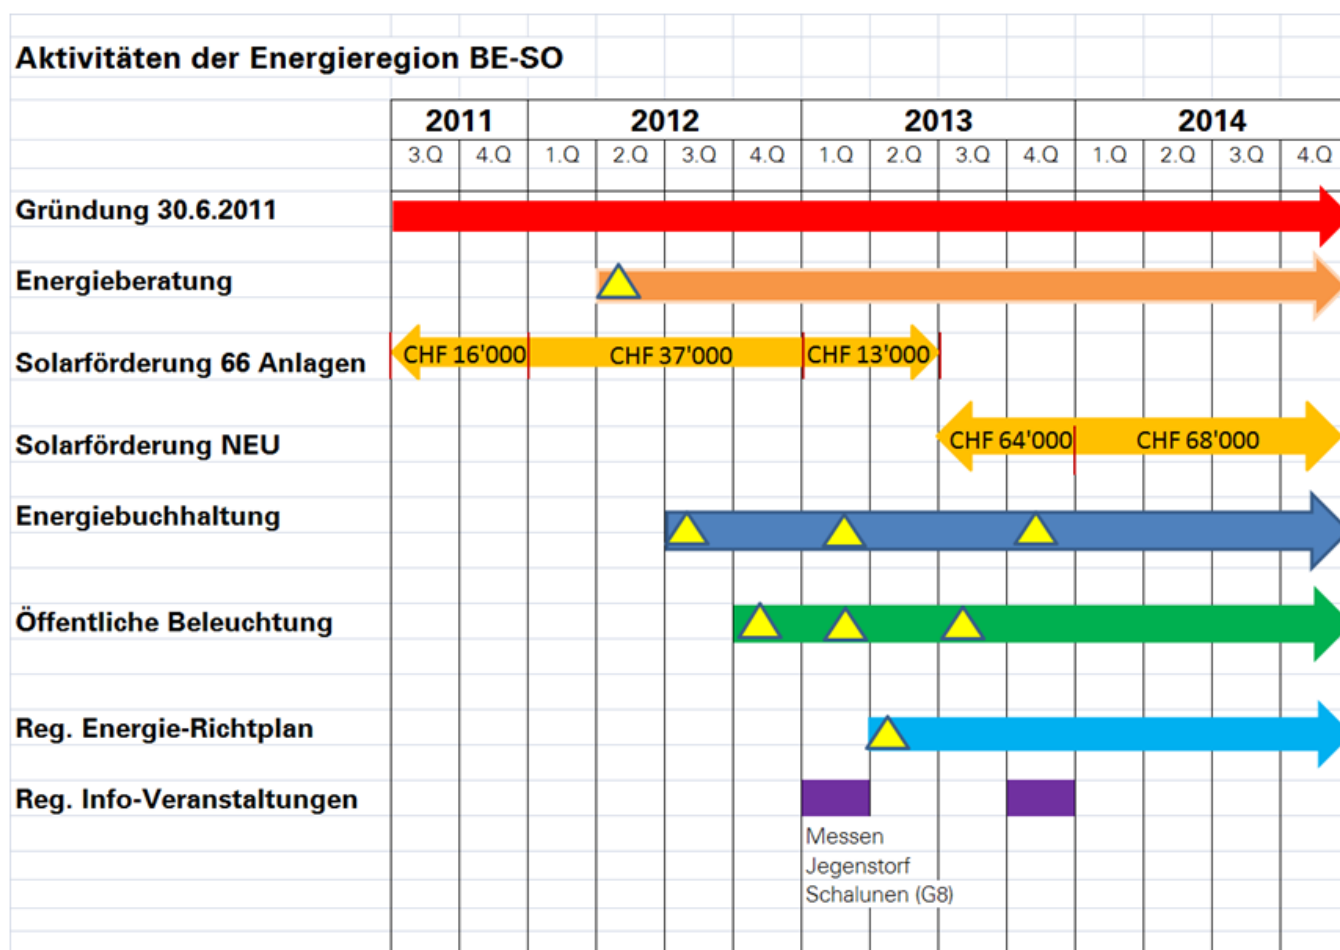 Aktivitäten der Energieregion BE-SO
2011 2012 2013 2014
3.Q 4.Q 1.Q 2.Q 3.Q 4.Q 1.Q 2.Q 3.Q 4.Q 1.Q 2.Q 3.Q 4.Q
Gründung 30.6.2011
Energieberatung
Solarförderung 66 Anlagen CHF 16'000 CHF 37'000 CHF 13'000
Solarförderung NEU CHF 64'000 CHF 68'000
Energiebuchhaltung
Öffentliche Beleuchtung
Reg. Energie-Richtplan
Reg. Info-Veranstaltungen
Messen
Jegenstorf
Schalunen (G8)